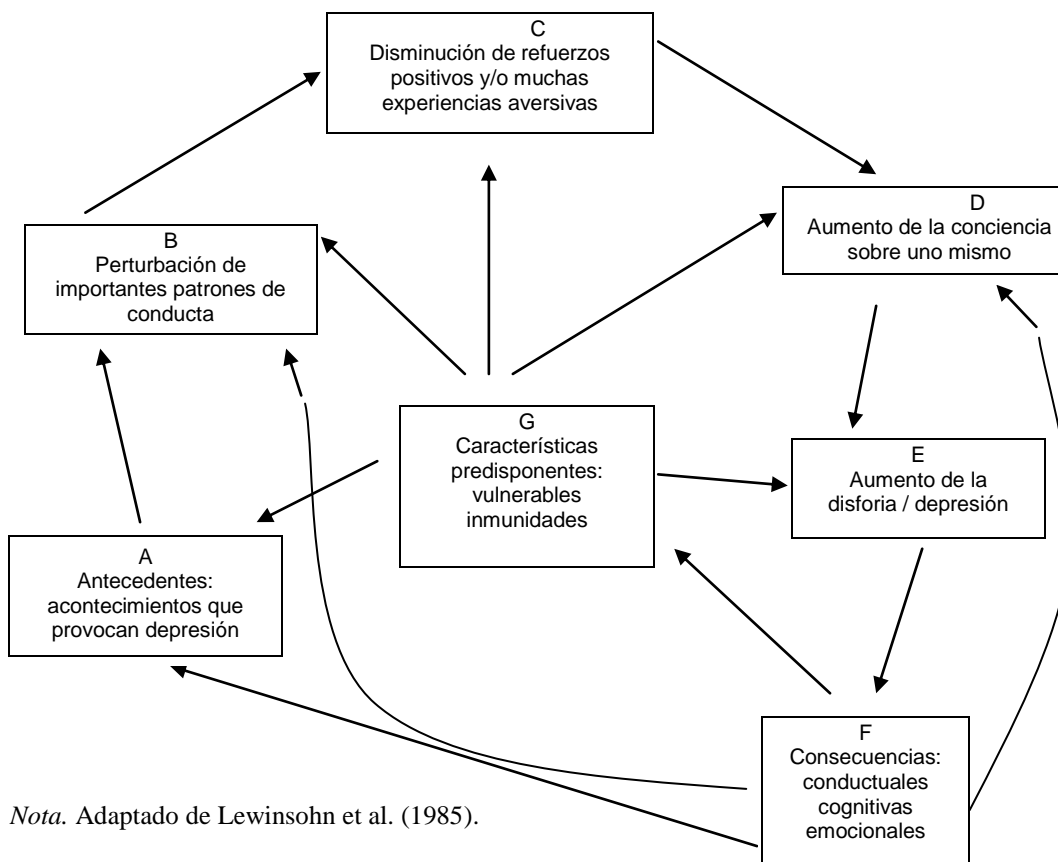 C
Disminución de refuerzos
positivos y/o muchas
experiencias aversivas
D
Aumento de la conciencia
sobre uno mismo
B
Perturbación de
importantes patrones de
conducta
G
Características
predisponentes:
vulnerables
inmunidades
E
Aumento de la
disforia / depresión
A
Antecedentes:
acontecimientos que
provocan depresión
F
Consecuencias:
conductuales
cognitivas
emocionales
Nota. Adaptado de Lewinsohn et al. (1985).